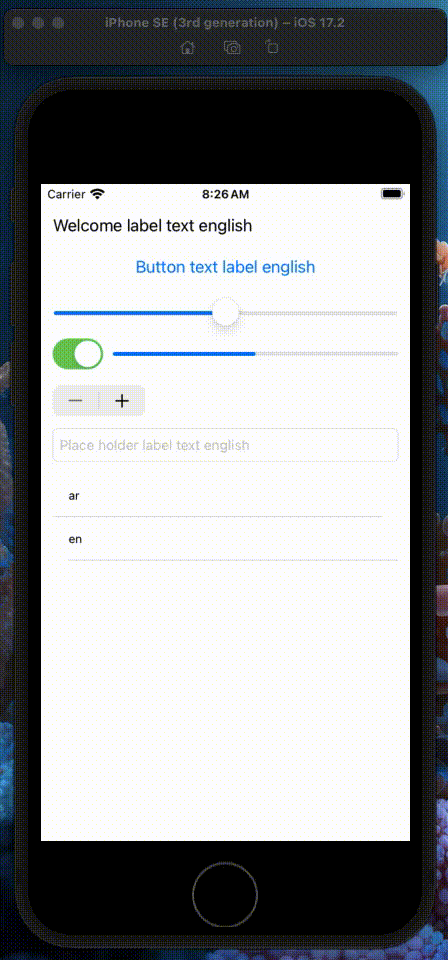 iPhone SE (3rd generation) – iOS 17.2
Carrier 8:26 AM
Welcome label text english
Button text label english
Place holder label text english
ar
en